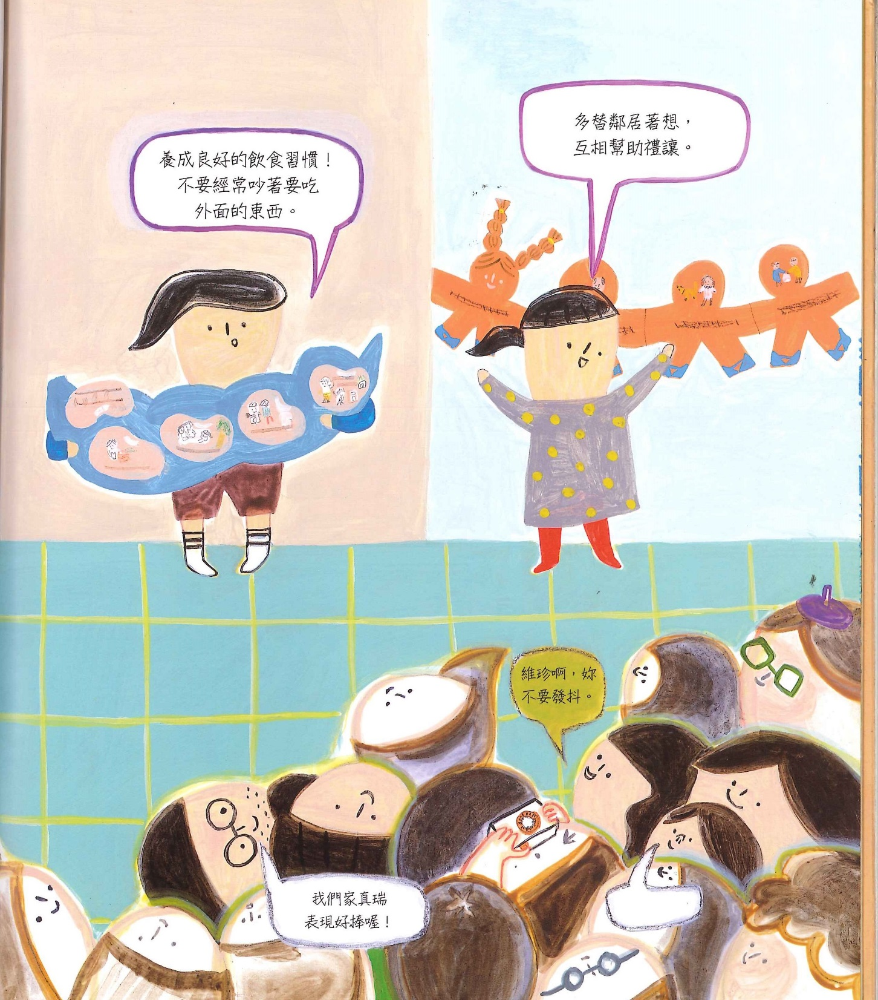 養成良好的飲食習慣！
不要經常吵著要吃
外面的東西。
多替鄰居著想，
互相幫助禮讓。
維珍啊，妳
不要發抖。
我們家真瑞
表現好棒喔！